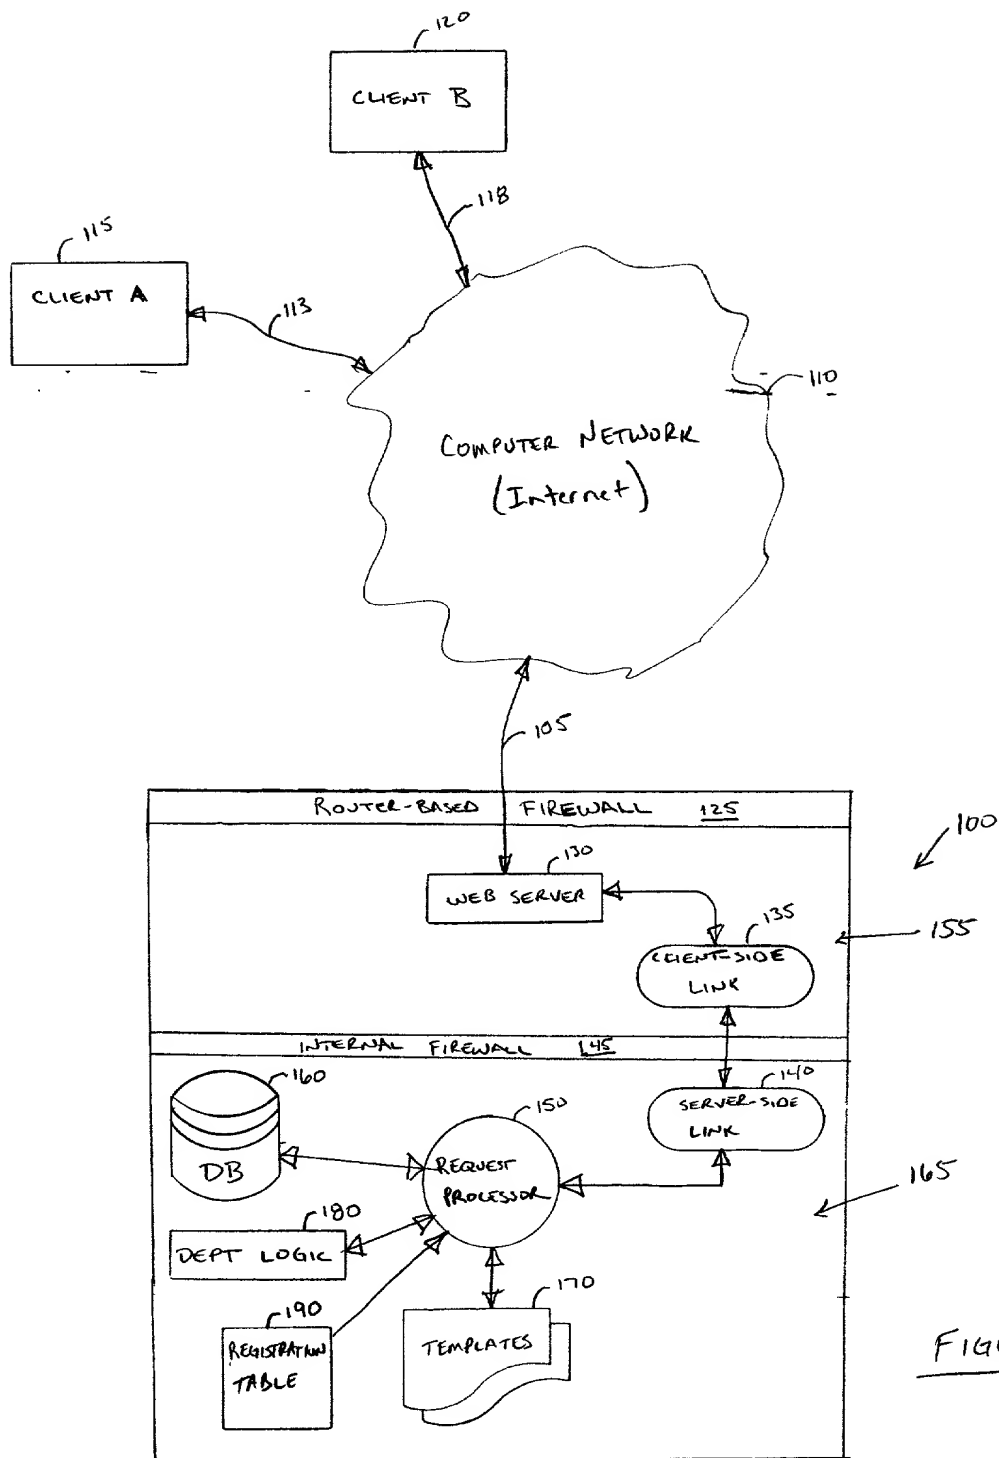 120
CLIENT B
118
115
CLIENT A
113
110
COMPUTER NETWORK
(Internet)
105
ROUTER-BASED FIREWALL 125
100
130
WEB SERVER
135
155
CLIENT-SIDE
LINK
INTERNAL FIREWALL 145
160
140
150
SERVER-SIDE
LINK
DB
REQUEST
PROCESSOR
165
180
DEPT LOGIC
170
190
TEMPLATES
REGISTRATION
TABLE